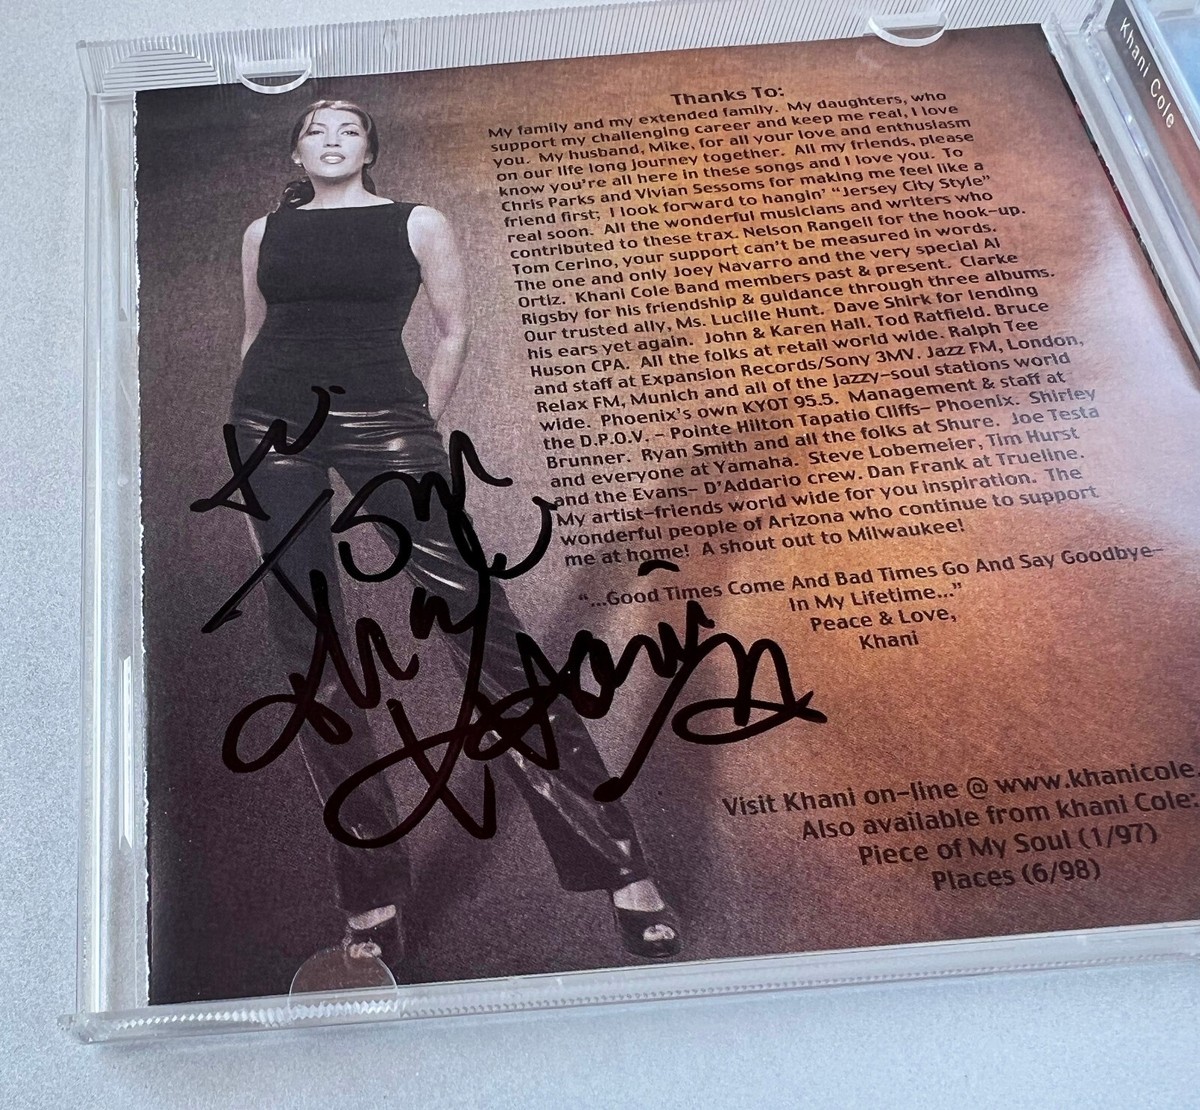 Khani Cole
Thanks To:
My family and my extended family. My daughters, who
support my challenging career and keep me real, I love
you. My husband, Mike, for all your love and enthusiasm
on our life long journey together. All my friends, please
know you're all here in these songs and I love you. To
Chris Parks and Vivian Sessoms for making me feel like a
friend first; I look forward to hangin' "Jersey City Style"
real soon. All the wonderful musicians and writers who
contributed to these trax. Nelson Rangell for the hook-up.
Tom Cerino, your support can't be measured in words.
The one and only Joey Navarro and the very special Al
Ortiz. Khani Cole Band members past & present. Clarke
Rigsby for his friendship & guidance through three albums.
Our trusted ally, Ms. Lucille Hunt. Dave Shirk for lending
his ears yet again. John & Karen Hall. Tod Ratfield. Bruce
Huson CPA. All the folks at retail world wide. Ralph Tee
and staff at Expansion Records/Sony 3MV. Jazz FM, London,
Relax FM, Munich and all of the jazzy-soul stations world
wide. Phoenix's own KYOT 95.5. Management & staff at
the D.P.O.V. - Pointe Hilton Tapatio Cliffs- Phoenix. Shirley
Brunner. Ryan Smith and all the folks at Shure. Joe Testa
and everyone at Yamaha. Steve Lobemeier, Tim Hurst
and the Evans- D'Addario crew. Dan Frank at Trueline.
My artist-friends world wide for you inspiration. The
wonderful people of Arizona who continue to support
me at home! A shout out to Milwaukee!
"...Good Times Come And Bad Times Go And Say Goodbye-
In My Lifetime..."
Peace & Love,
Khani
Visit Khani on-line @ www.khanicole.
Also available from khani Cole:
Piece of My Soul (1/97)
Places (6/98)